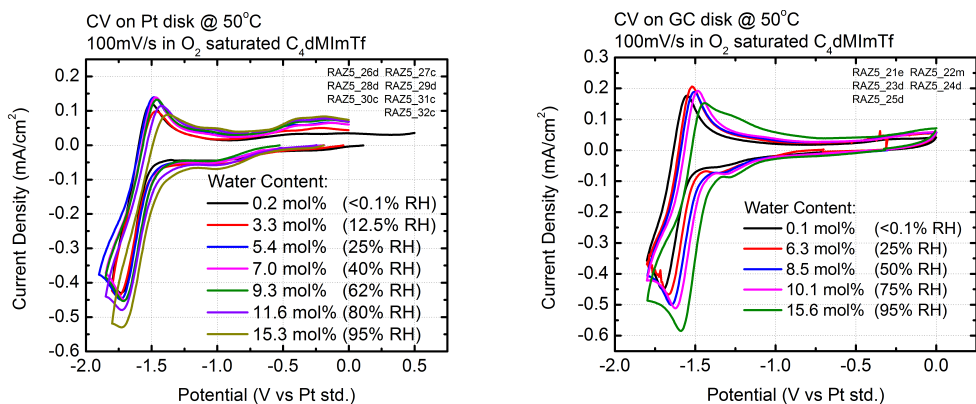 CV on Pt disk @ 50°C
100mV/s in O₂ saturated C₄dMImTf
RAZ5_26d RAZ5_27c
RAZ5_28d RAZ5_29d
RAZ5_30c RAZ5_31c
RAZ5_32c
Current Density (mA/cm²)
0.2
0.1
0.0
-0.1
-0.2
-0.3
-0.4
-0.5
-0.6
Water Content:
0.2 mol% (<0.1% RH)
3.3 mol% (12.5% RH)
5.4 mol% (25% RH)
7.0 mol% (40% RH)
9.3 mol% (62% RH)
11.6 mol% (80% RH)
15.3 mol% (95% RH)
-2.0 -1.5 -1.0 -0.5 0.0 0.5
Potential (V vs Pt std.)
CV on GC disk @ 50°C
100mV/s in O₂ saturated C₄dMImTf
RAZ5_21e RAZ5_22m
RAZ5_23d RAZ5_24d
RAZ5_25d
Current Density (mA/cm²)
0.3
0.2
0.1
0.0
-0.1
-0.2
-0.3
-0.4
-0.5
-0.6
Water Content:
0.1 mol% (<0.1% RH)
6.3 mol% (25% RH)
8.5 mol% (50% RH)
10.1 mol% (75% RH)
15.6 mol% (95% RH)
-2.0 -1.5 -1.0 -0.5 0.0
Potential (V vs Pt std.)